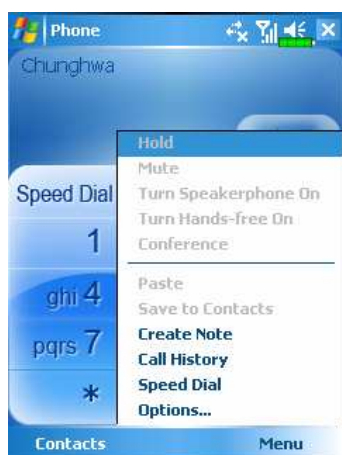 Phone
Chunghwa
Hold
Mute
Turn Speakerphone On
Turn Hands-free On
Conference
Paste
Save to Contacts
Create Note
Call History
Speed Dial
Options...
Speed Dial
1
ghi 4
pqrs 7
*
Contacts Menu